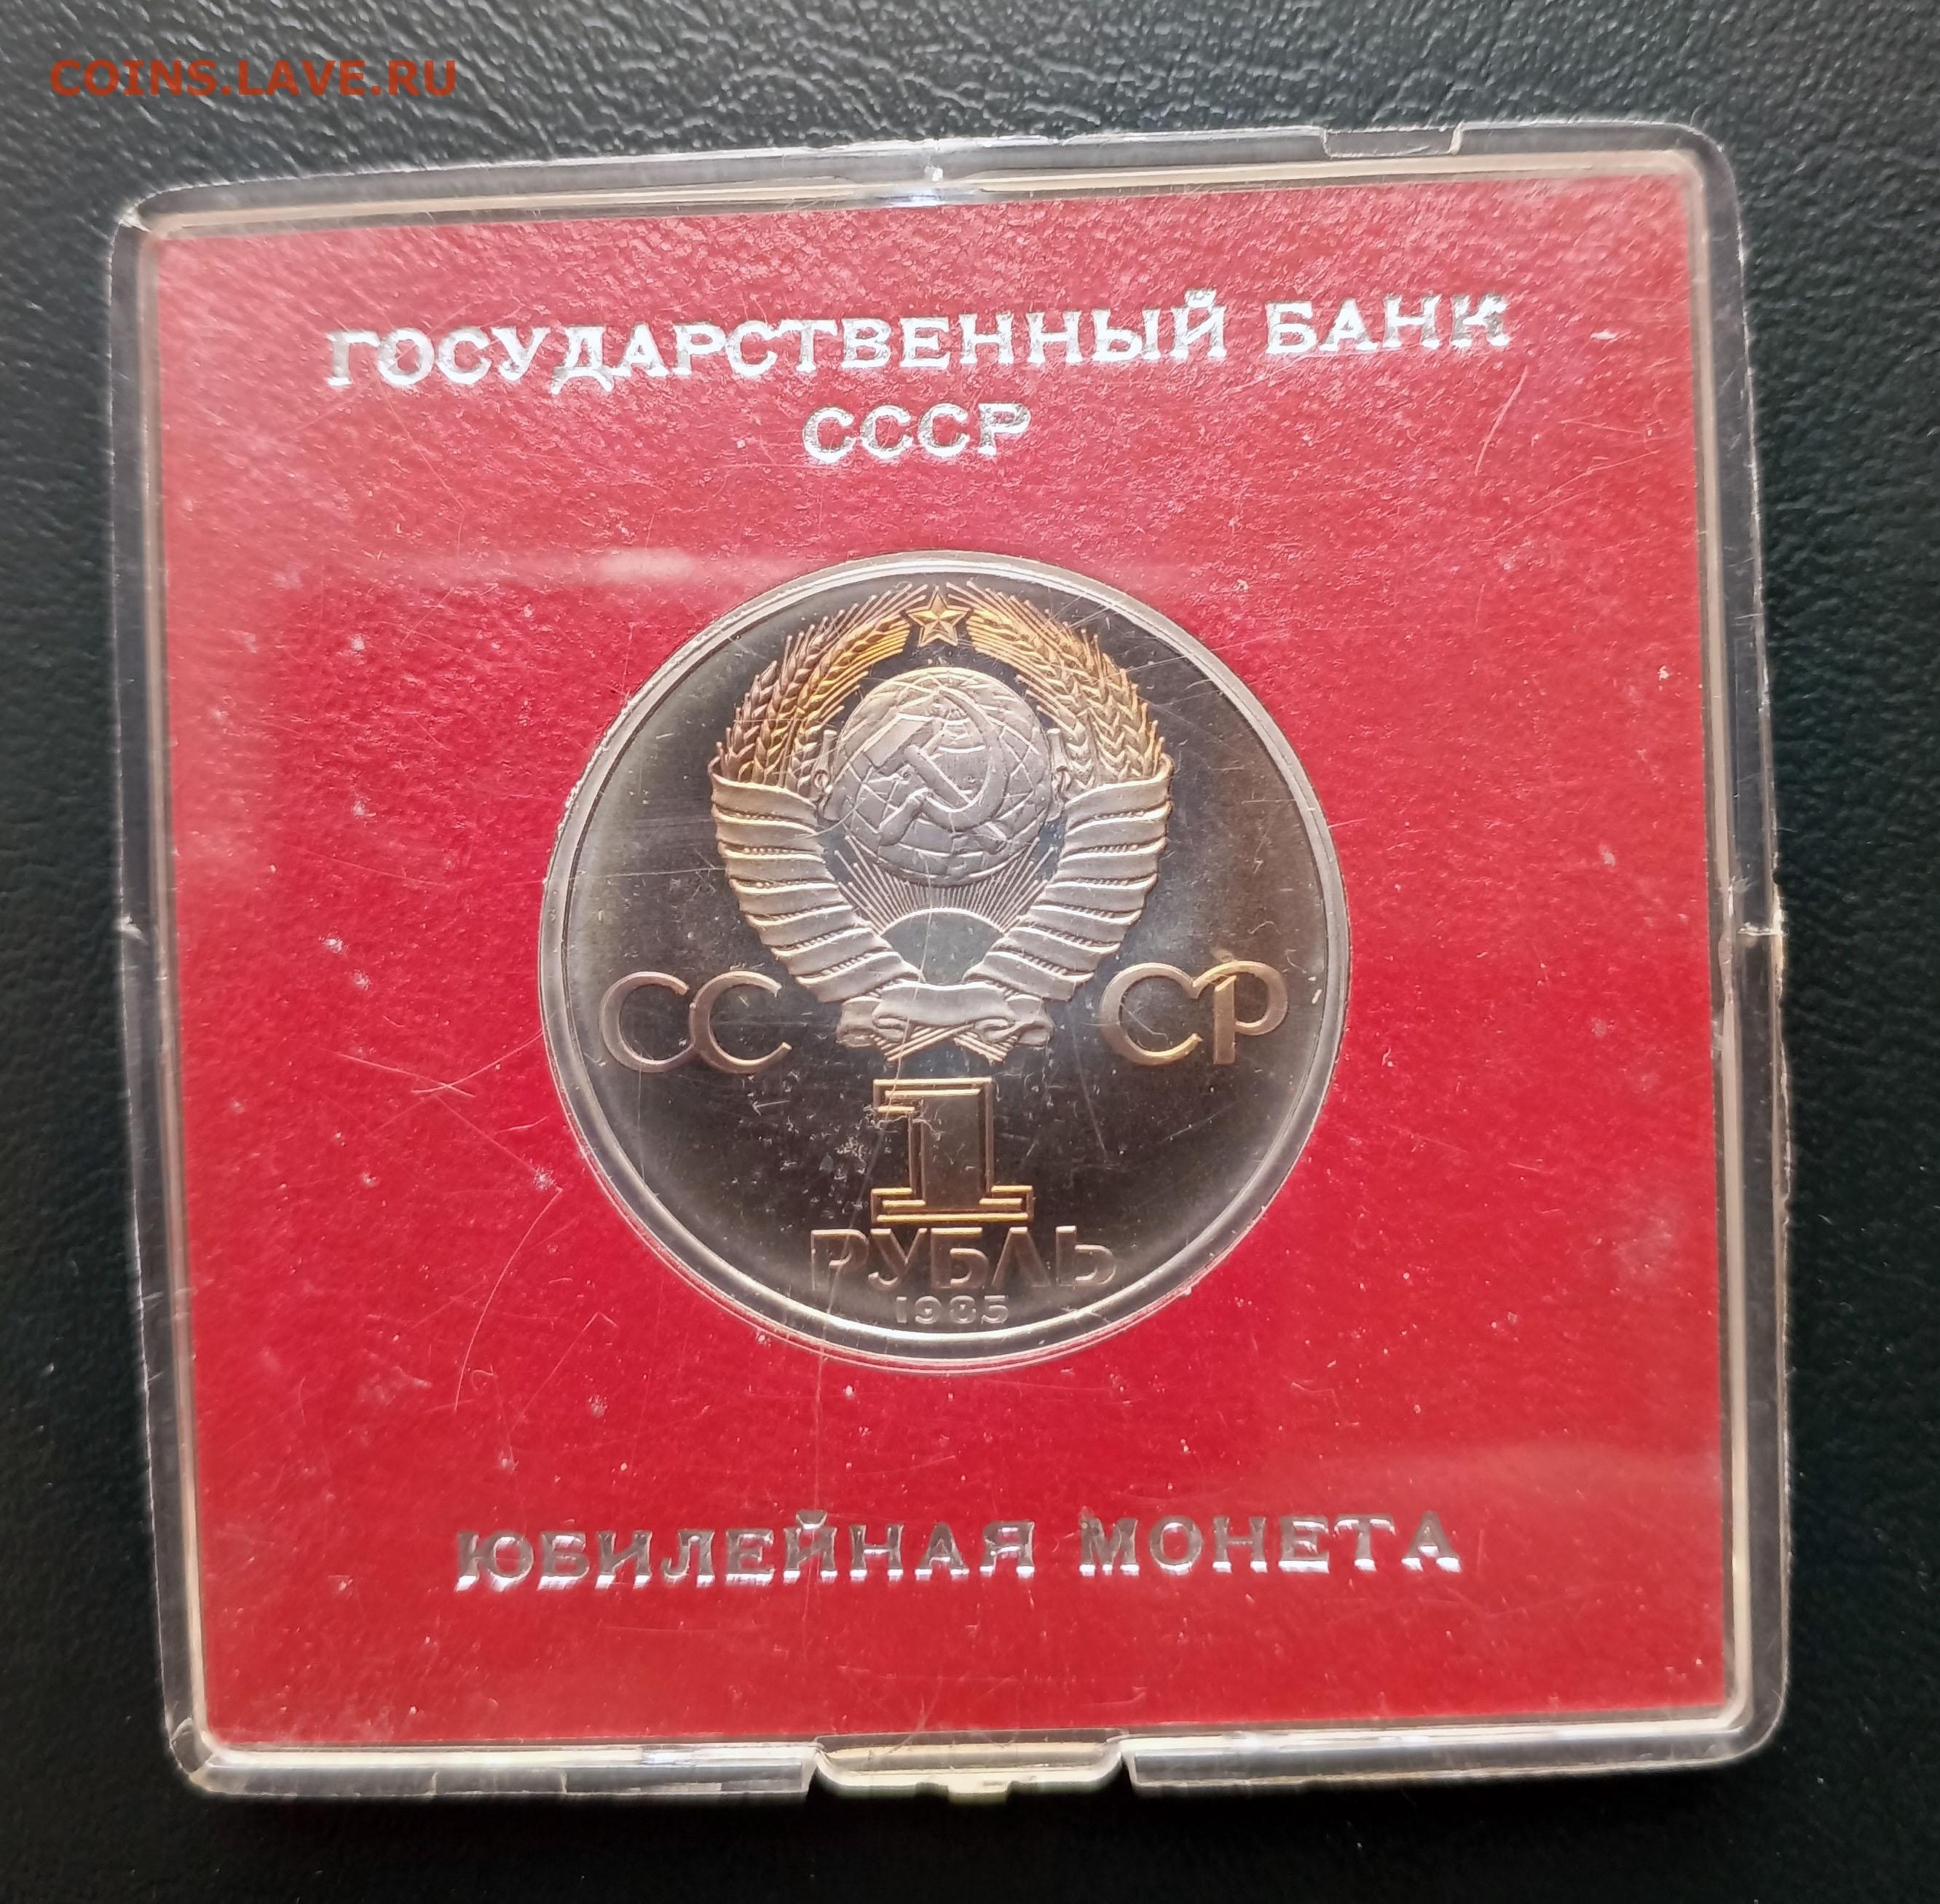 COINS.LAVE.RU
ГОСУДАРСТВЕННЫЙ БАНК
СССР
СС СР
1
РУБЛЬ
1985
ЮБИЛЕЙНАЯ МОНЕТА